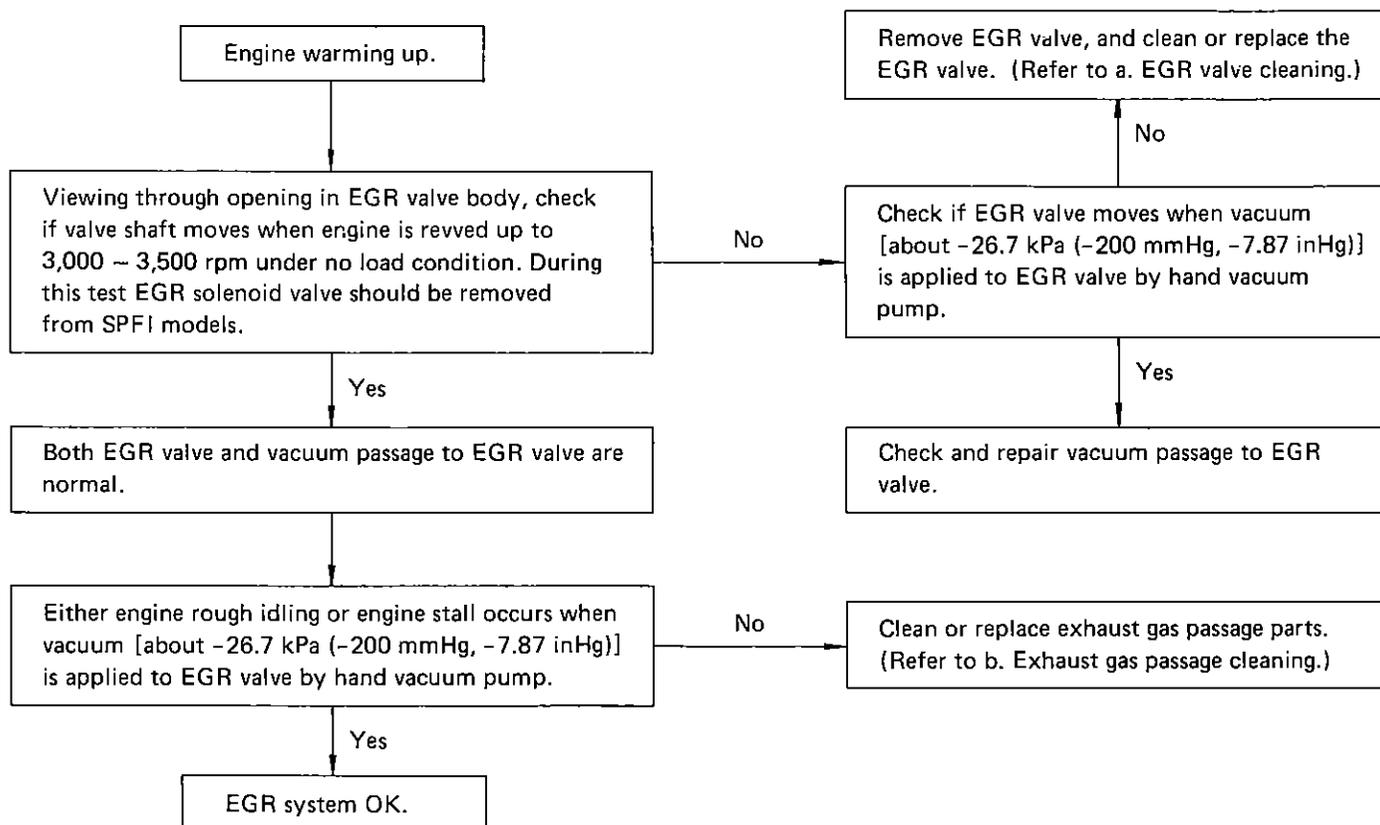 Engine warming up.
Viewing through opening in EGR valve body, check
if valve shaft moves when engine is revved up to
3,000 ~ 3,500 rpm under no load condition. During
this test EGR solenoid valve should be removed
from SPFI models.
No
Check if EGR valve moves when vacuum
[about -26.7 kPa (-200 mmHg, -7.87 inHg)]
is applied to EGR valve by hand vacuum
pump.
No
Remove EGR valve, and clean or replace the
EGR valve. (Refer to a. EGR valve cleaning.)
Yes
Check and repair vacuum passage to EGR
valve.
Yes
Both EGR valve and vacuum passage to EGR valve are
normal.
Either engine rough idling or engine stall occurs when
vacuum [about -26.7 kPa (-200 mmHg, -7.87 inHg)]
is applied to EGR valve by hand vacuum pump.
No
Clean or replace exhaust gas passage parts.
(Refer to b. Exhaust gas passage cleaning.)
Yes
EGR system OK.